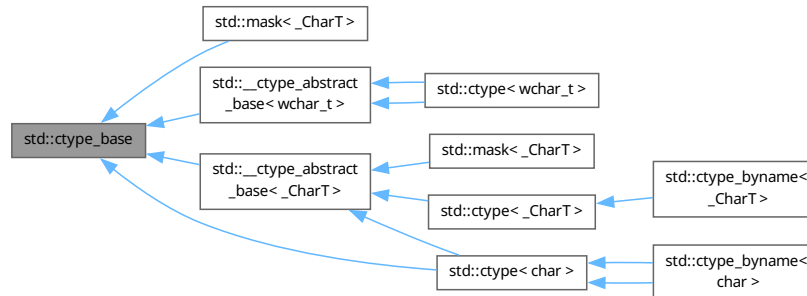 std::mask< _CharT >
std::__ctype_abstract
_base< wchar_t >
std::ctype< wchar_t >
std::ctype_base
std::mask< _CharT >
std::__ctype_abstract
_base< _CharT >
std::ctype_byname<
_CharT >
std::ctype< _CharT >
std::ctype< char >
std::ctype_byname<
char >